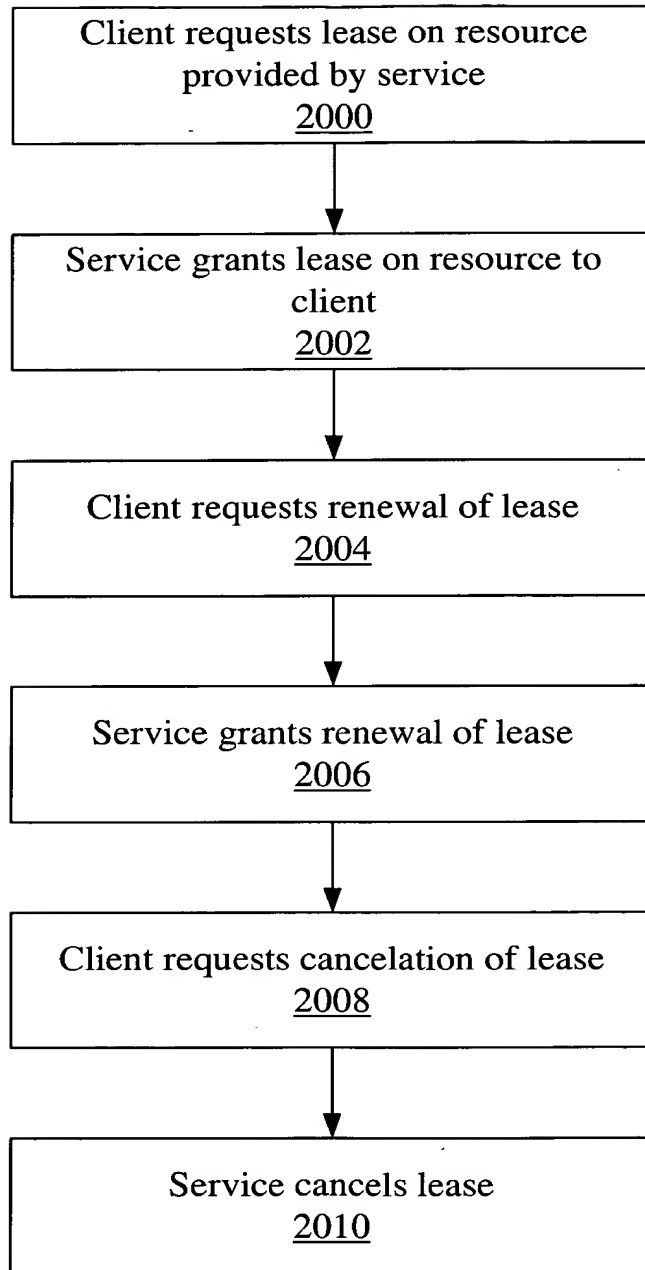 Client requests lease on resource
provided by service
2000
Service grants lease on resource to
client
2002
Client requests renewal of lease
2004
Service grants renewal of lease
2006
Client requests cancelation of lease
2008
Service cancels lease
2010